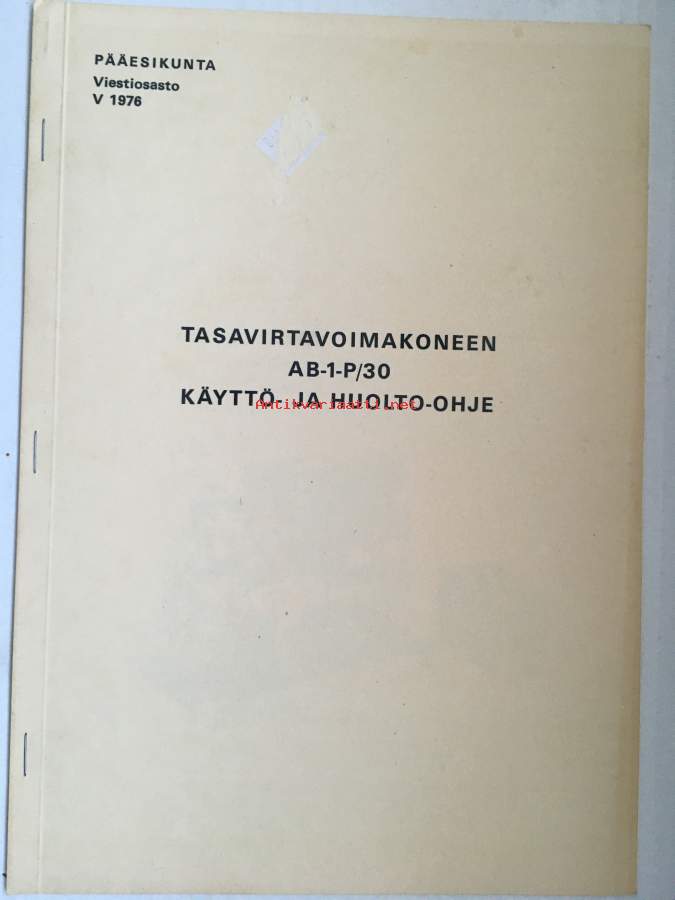 PÄÄESIKUNTA
Viestiosasto
V 1976
TASAVIRTAVOIMAKONEEN
AB-1-P/30
KÄYTTÖ- JA HUOLTO-OHJE
Antikvariaatti.net